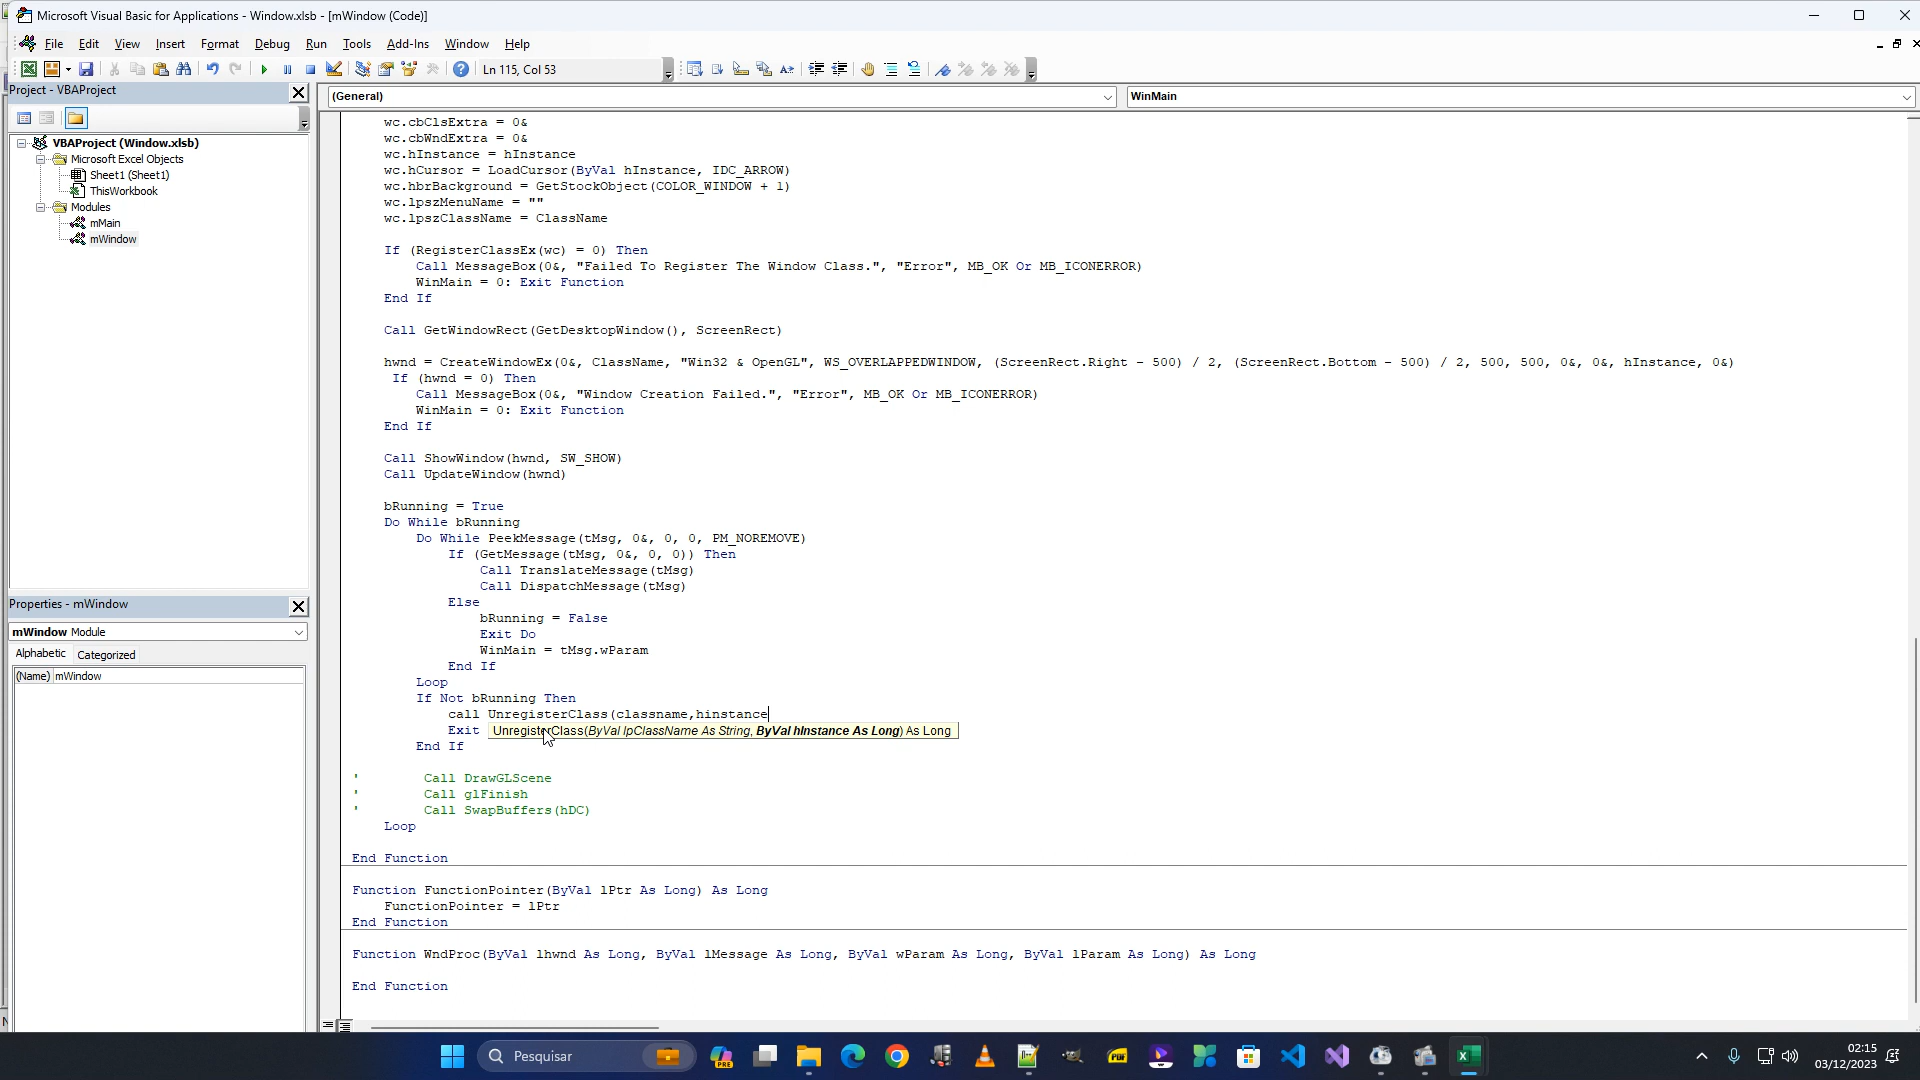 Microsoft Visual Basic for Applications - Window.xlsb - [mWindow (Code)]
File Edit View Insert Format Debug Run Tools Add-Ins Window Help
Ln 115, Col 53
Project - VBAProject
(General)
WinMain
VBAProject (Window.xlsb)
Microsoft Excel Objects
Sheet1 (Sheet1)
ThisWorkbook
Modules
mMain
mWindow
Properties - mWindow
mWindow Module
Alphabetic Categorized
(Name) mWindow
wc.cbClsExtra = 0&
wc.cbWndExtra = 0&
wc.hInstance = hInstance
wc.hCursor = LoadCursor(ByVal hInstance, IDC_ARROW)
wc.hbrBackground = GetStockObject(COLOR_WINDOW + 1)
wc.lpszMenuName = ""
wc.lpszClassName = ClassName
If (RegisterClassEx(wc) = 0) Then
Call MessageBox(0&, "Failed To Register The Window Class.", "Error", MB_OK Or MB_ICONERROR)
WinMain = 0: Exit Function
End If
Call GetWindowRect(GetDesktopWindow(), ScreenRect)
hwnd = CreateWindowEx(0&, ClassName, "Win32 & OpenGL", WS_OVERLAPPEDWINDOW, (ScreenRect.Right - 500) / 2, (ScreenRect.Bottom - 500) / 2, 500, 500, 0&, 0&, hInstance, 0&)
If (hwnd = 0) Then
Call MessageBox(0&, "Window Creation Failed.", "Error", MB_OK Or MB_ICONERROR)
WinMain = 0: Exit Function
End If
Call ShowWindow(hwnd, SW_SHOW)
Call UpdateWindow(hwnd)
bRunning = True
Do While bRunning
Do While PeekMessage(tMsg, 0&, 0, 0, PM_NOREMOVE)
If (GetMessage(tMsg, 0&, 0, 0)) Then
Call TranslateMessage(tMsg)
Call DispatchMessage(tMsg)
Else
bRunning = False
Exit Do
WinMain = tMsg.wParam
End If
Loop
If Not bRunning Then
call UnregisterClass(classname,hinstance
Exit
UnregisterClass(ByVal lpClassName As String, ByVal hInstance As Long) As Long
End If
' Call DrawGLScene
' Call glFinish
' Call SwapBuffers(hDC)
Loop
End Function
Function FunctionPointer(ByVal lPtr As Long) As Long
FunctionPointer = lPtr
End Function
Function WndProc(ByVal lhwnd As Long, ByVal lMessage As Long, ByVal wParam As Long, ByVal lParam As Long) As Long
End Function
Pesquisar
PRE
PDF
02:15
03/12/2023